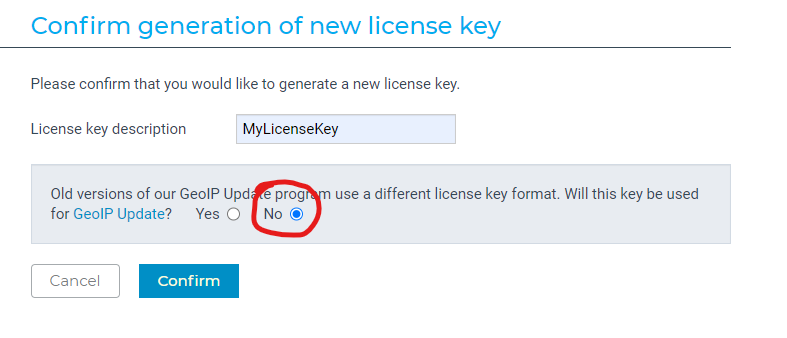 Confirm generation of new license key
Please confirm that you would like to generate a new license key.
License key description MyLicenseKey
Old versions of our GeoIP Update program use a different license key format. Will this key be used
for GeoIP Update? Yes No
Cancel Confirm